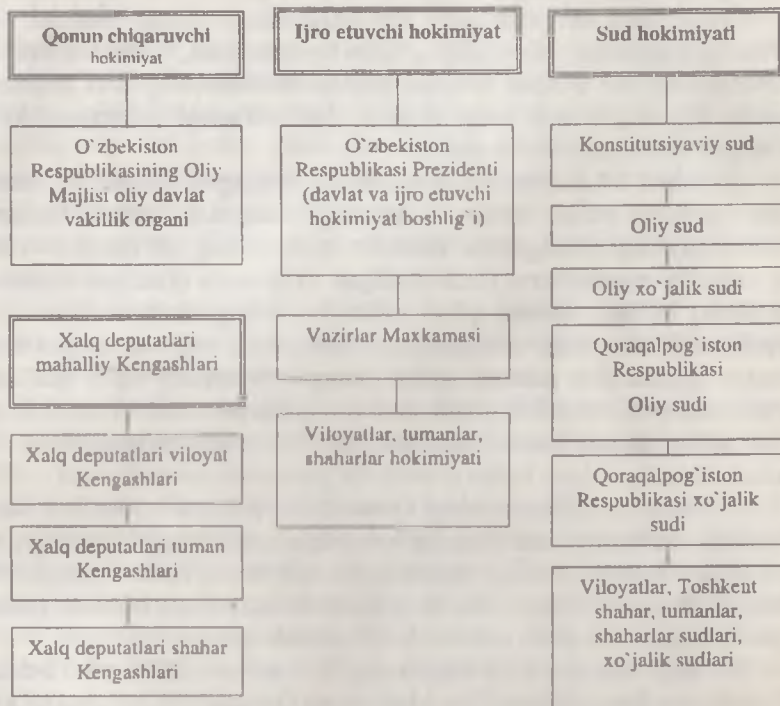 Qonun chiqaruvchi
hokimiyat
O`zbekiston
Respublikasining Oliy
Majlisi oliy davlat
vakillik organi
Xalq deputatlari
mahalliy Kengashlari
Xalq deputatlari viloyat
Kengashlari
Xalq deputatlari tuman
Kengashlari
Xalq deputatlari shahar
Kengashlari
Ijro etuvchi hokimiyat
O`zbekiston
Respublikasi Prezidenti
(davlat va ijro etuvchi
hokimiyat boshlig`i)
Vazirlar Maxkamasi
Viloyatlar, tumanlar,
shaharlar hokimiyati
Sud hokimiyati
Konstitutsiyaviy sud
Oliy sud
Oliy xo`jalik sudi
Qoraqalpog`iston
Respublikasi
Oliy sudi
Qoraqalpog`iston
Respublikasi xo`jalik
sudi
Viloyatlar, Toshkent
shahar, tumanlar,
shaharlar sudlari,
xo`jalik sudlari